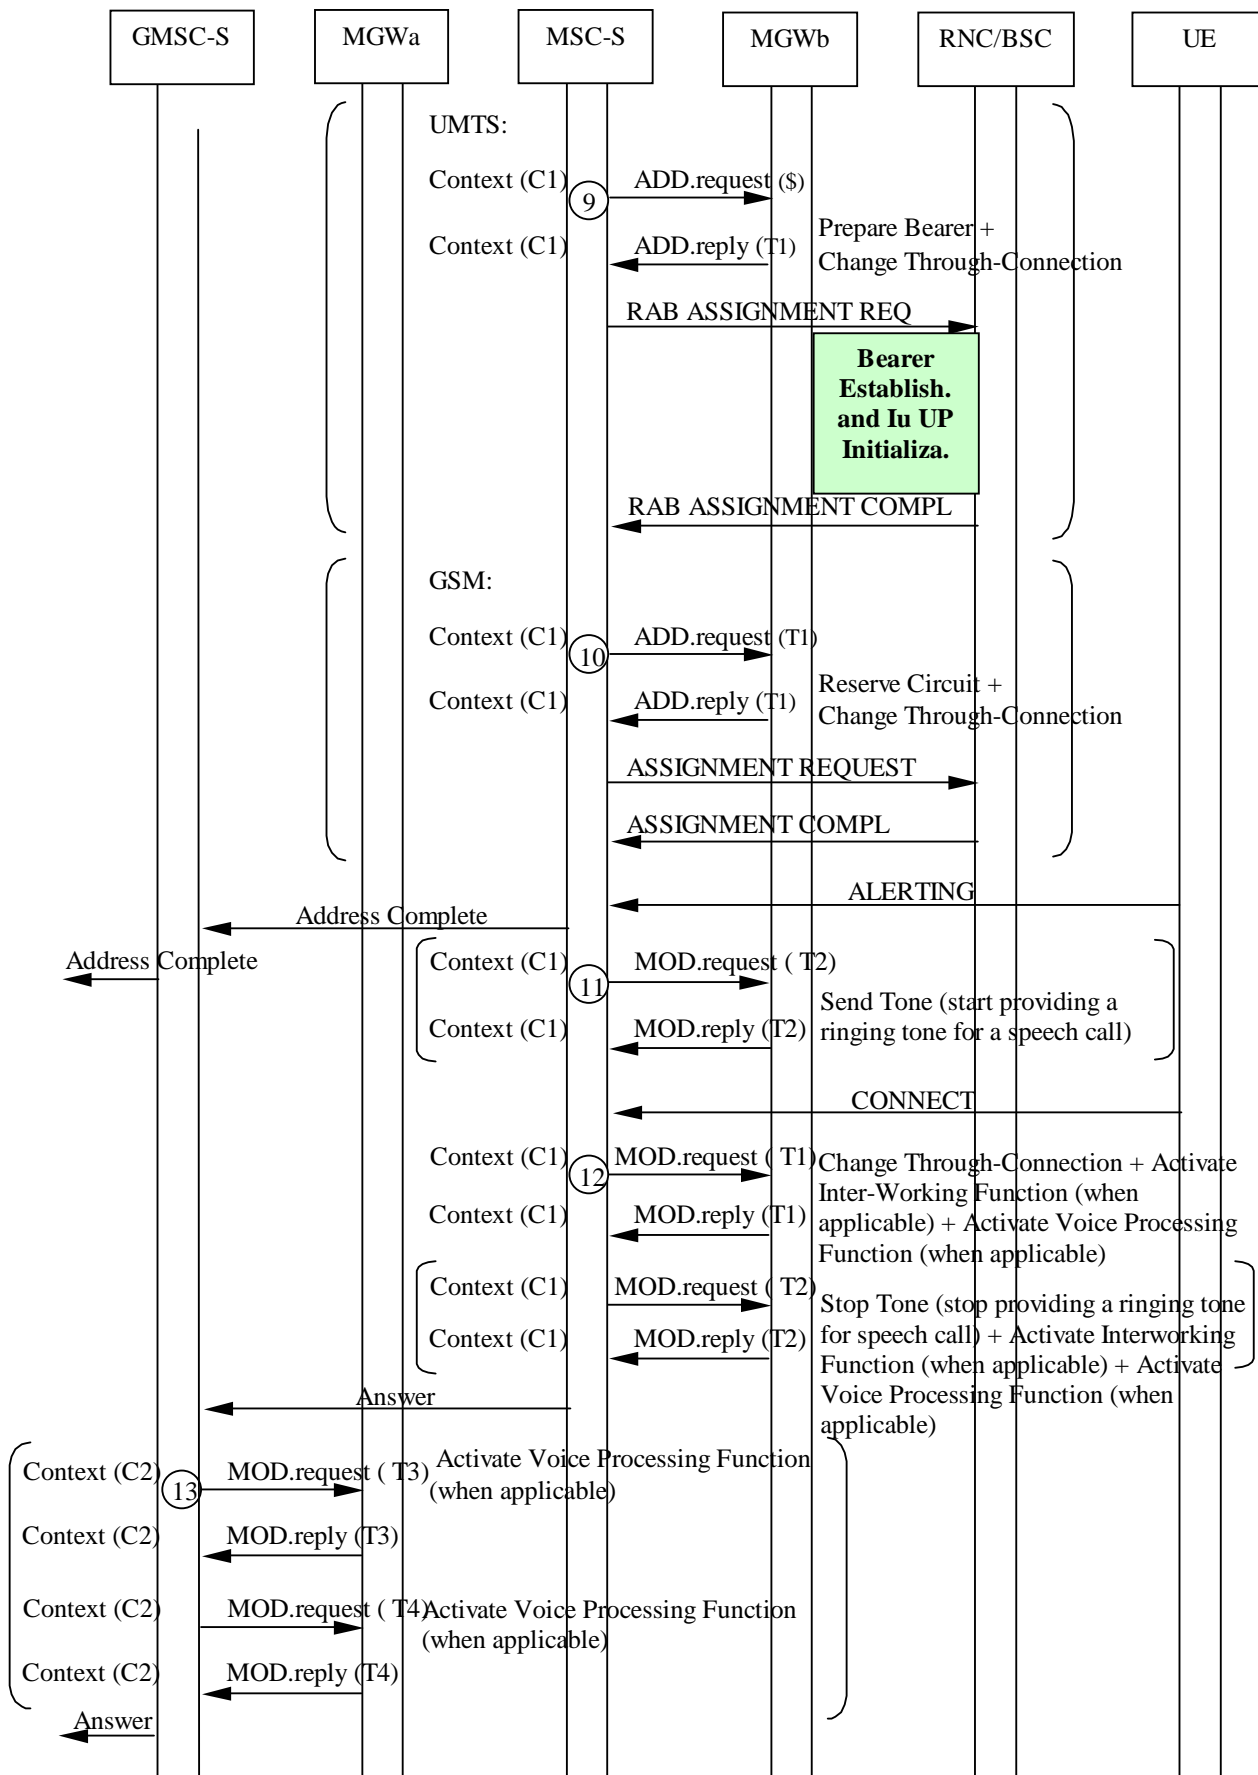 GMSC-S
MGWa
MSC-S
MGWb
RNC/BSC
UE
UMTS:
Context (C1)
9
ADD.request ($)
Context (C1)
ADD.reply (T1)
Prepare Bearer +
Change Through-Connection
RAB ASSIGNMENT REQ
Bearer
Establish.
and Iu UP
Initializa.
RAB ASSIGNMENT COMPL
GSM:
Context (C1)
10
ADD.request (T1)
Context (C1)
ADD.reply (T1)
Reserve Circuit +
Change Through-Connection
ASSIGNMENT REQUEST
ASSIGNMENT COMPL
ALERTING
Address Complete
Address Complete
Context (C1)
11
MOD.request ( T2)
Context (C1)
MOD.reply (T2)
Send Tone (start providing a
ringing tone for a speech call)
CONNECT
Context (C1)
12
MOD.request ( T1)
Context (C1)
MOD.reply (T1)
Change Through-Connection + Activate
Inter-Working Function (when
applicable) + Activate Voice Processing
Function (when applicable)
Context (C1)
MOD.request ( T2)
Context (C1)
MOD.reply (T2)
Stop Tone (stop providing a ringing tone
for speech call) + Activate Interworking
Function (when applicable) + Activate
Voice Processing Function (when
applicable)
Answer
Context (C2)
13
MOD.request ( T3)
Activate Voice Processing Function
(when applicable)
Context (C2)
MOD.reply (T3)
Context (C2)
MOD.request ( T4)
Activate Voice Processing Function
(when applicable)
Context (C2)
MOD.reply (T4)
Answer